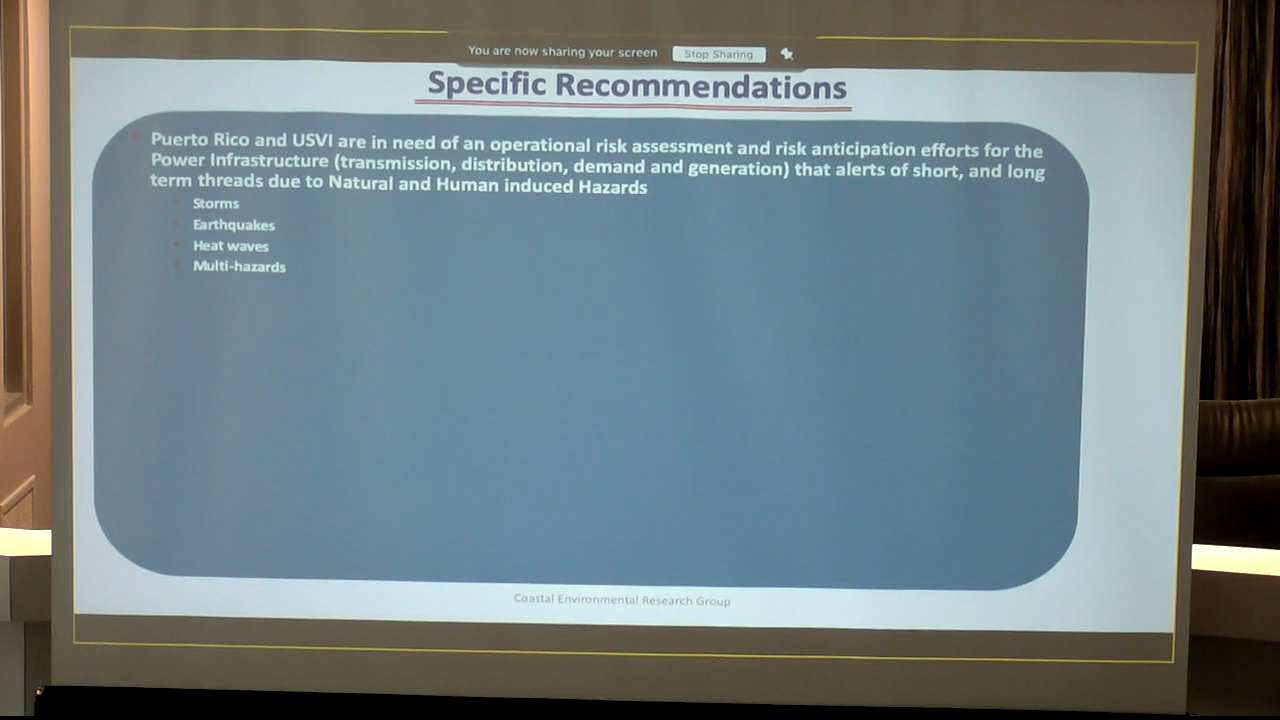 You are now sharing your screen Stop Sharing
Specific Recommendations
Puerto Rico and USVI are in need of an operational risk assessment and risk anticipation efforts for the
Power Infrastructure (transmission, distribution, demand and generation) that alerts of short, and long
term threads due to Natural and Human induced Hazards
Storms
Earthquakes
Heat waves
Multi-hazards
Coastal Environmental Research Group